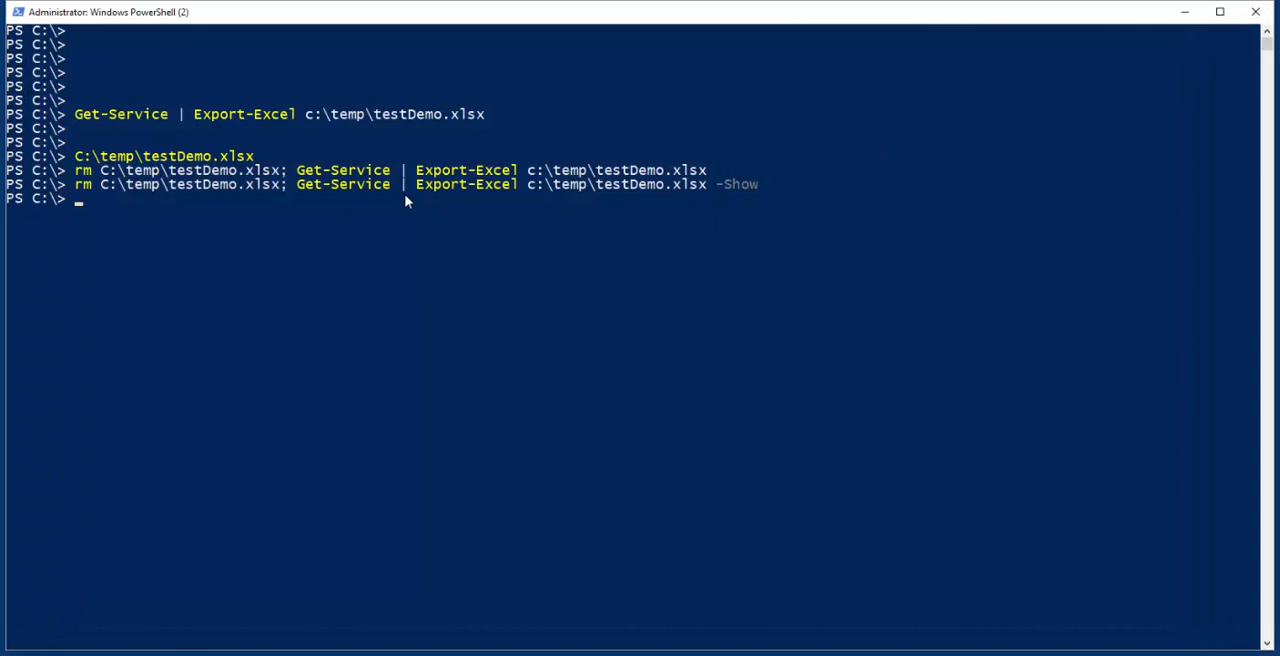 Administrator: Windows PowerShell (2)
PS C:\>
PS C:\>
PS C:\>
PS C:\>
PS C:\>
PS C:\>
PS C:\> Get-Service | Export-Excel c:\temp\testDemo.xlsx
PS C:\>
PS C:\>
PS C:\> C:\temp\testDemo.xlsx
PS C:\> rm C:\temp\testDemo.xlsx; Get-Service | Export-Excel c:\temp\testDemo.xlsx
PS C:\> rm C:\temp\testDemo.xlsx; Get-Service | Export-Excel c:\temp\testDemo.xlsx -Show
PS C:\>